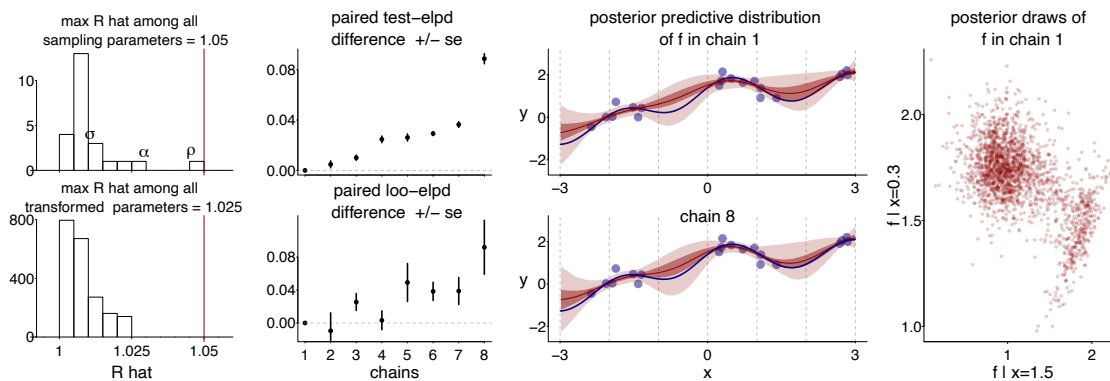 max R hat among all
sampling parameters = 1.05
10
5
0
σ
α
ρ
max R hat among all
transformed parameters = 1.025
800
400
0
1
1.025
1.05
R hat
paired test-elpd
difference +/- se
0.08
0.04
0.00
paired loo-elpd
difference +/- se
0.08
0.04
0.00
1 2 3 4 5 6 7 8
chains
posterior predictive distribution
of f in chain 1
y
2
0
−2
−3 0 3
chain 8
y
2
0
−2
−3 0 3
x
posterior draws of
f in chain 1
f | x=0.3
2.0
1.5
1.0
1 2
f | x=1.5